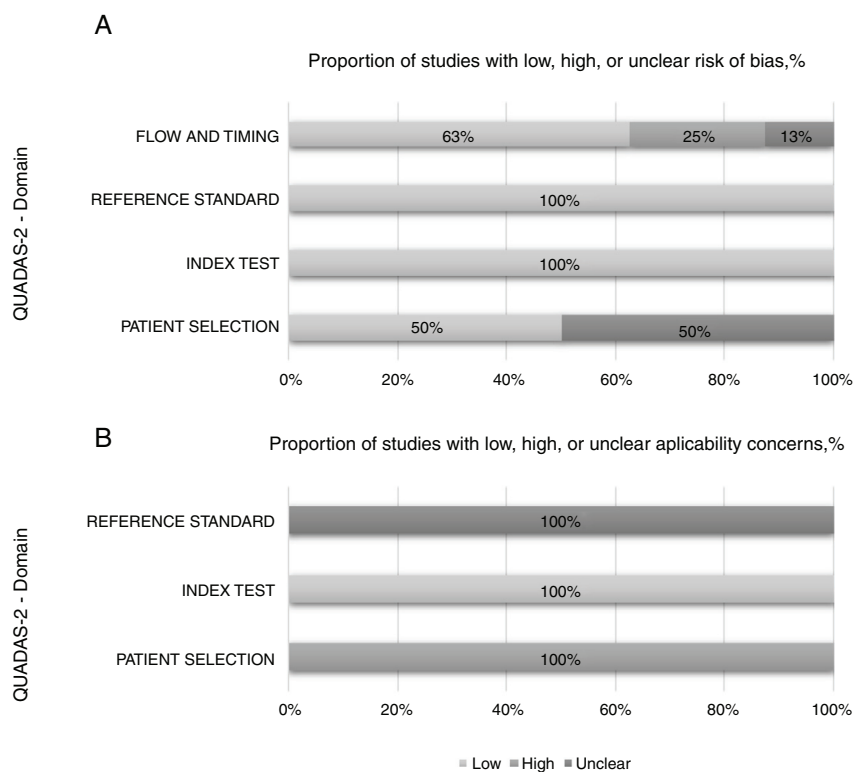 A
Proportion of studies with low, high, or unclear risk of bias,%
QUADAS-2 - Domain
FLOW AND TIMING
63%
25%
13%
REFERENCE STANDARD
100%
INDEX TEST
100%
PATIENT SELECTION
50%
50%
0%
20%
40%
60%
80%
100%
B
Proportion of studies with low, high, or unclear aplicability concerns,%
QUADAS-2 - Domain
REFERENCE STANDARD
100%
INDEX TEST
100%
PATIENT SELECTION
100%
0%
20%
40%
60%
80%
100%
Low
High
Unclear